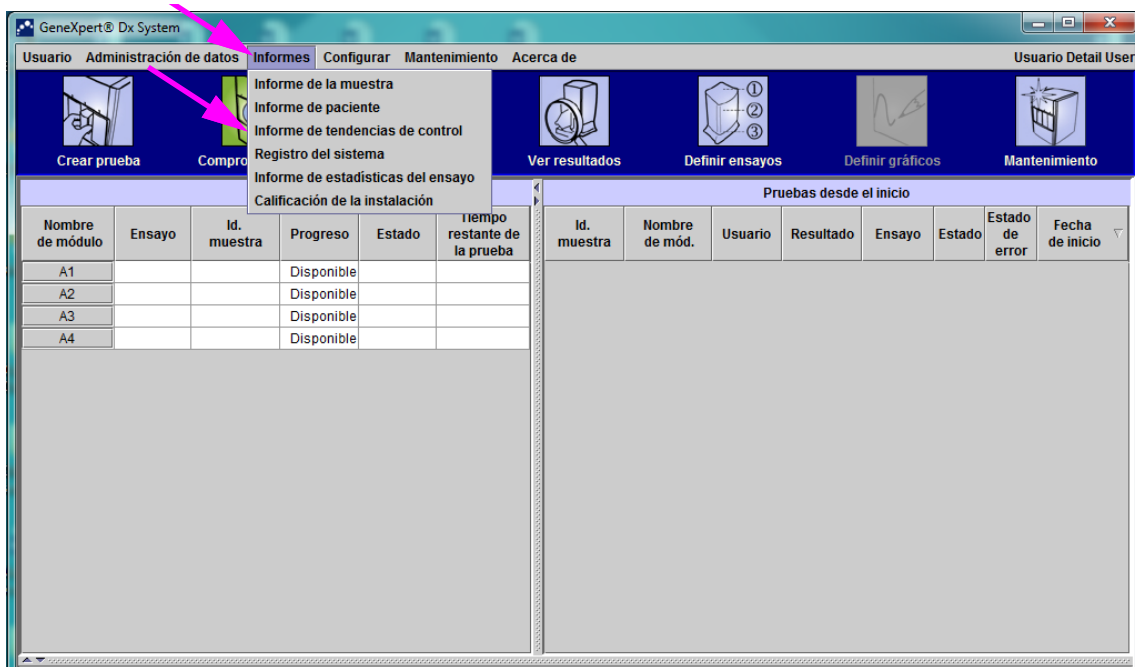 GeneXpert® Dx System
Usuario Administración de datos Informes Configurar Mantenimiento Acerca de Usuario Detail User
Informe de la muestra
Informe de paciente
Informe de tendencias de control
Registro del sistema
Informe de estadísticas del ensayo
Calificación de la instalación
Crear prueba Ver resultados Definir ensayos Definir gráficos Mantenimiento
①
②
③
Pruebas desde el inicio
Nombre de módulo
Ensayo
Id. muestra
Progreso
Estado
Tiempo restante de la prueba
Id. muestra
Nombre de mód.
Usuario
Resultado
Ensayo
Estado
Estado de error
Fecha de inicio
A1 Disponible
A2 Disponible
A3 Disponible
A4 Disponible